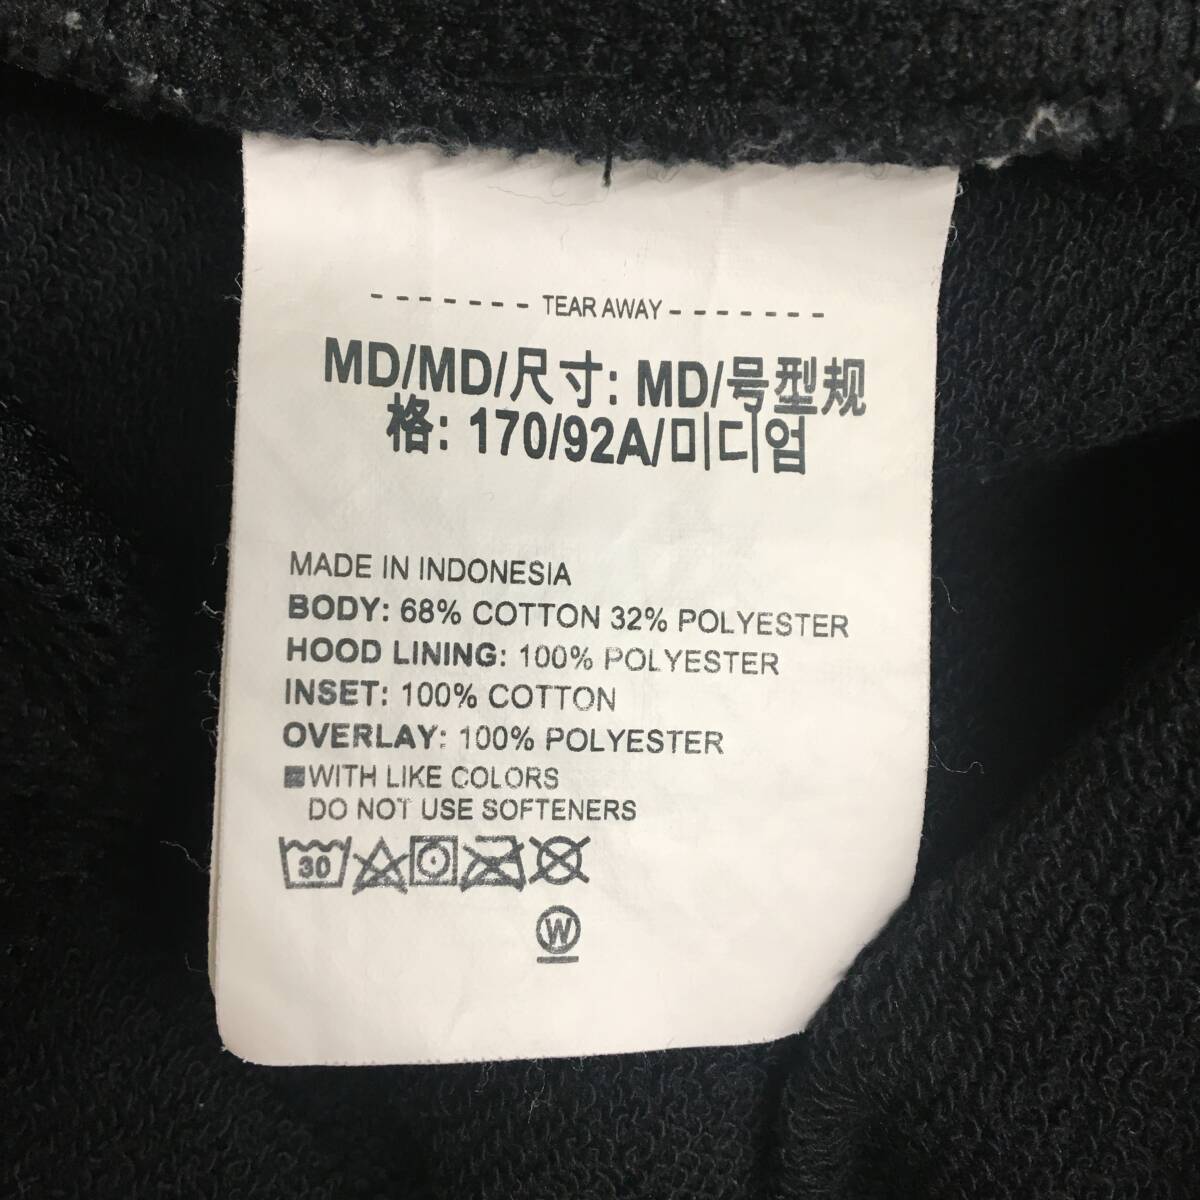 - - - - - - - TEAR AWAY - - - - - - -
MD/MD/尺寸: MD/号型规
格: 170/92A/미디엄
MADE IN INDONESIA
BODY: 68% COTTON 32% POLYESTER
HOOD LINING: 100% POLYESTER
INSET: 100% COTTON
OVERLAY: 100% POLYESTER
■WITH LIKE COLORS
DO NOT USE SOFTENERS
30
W